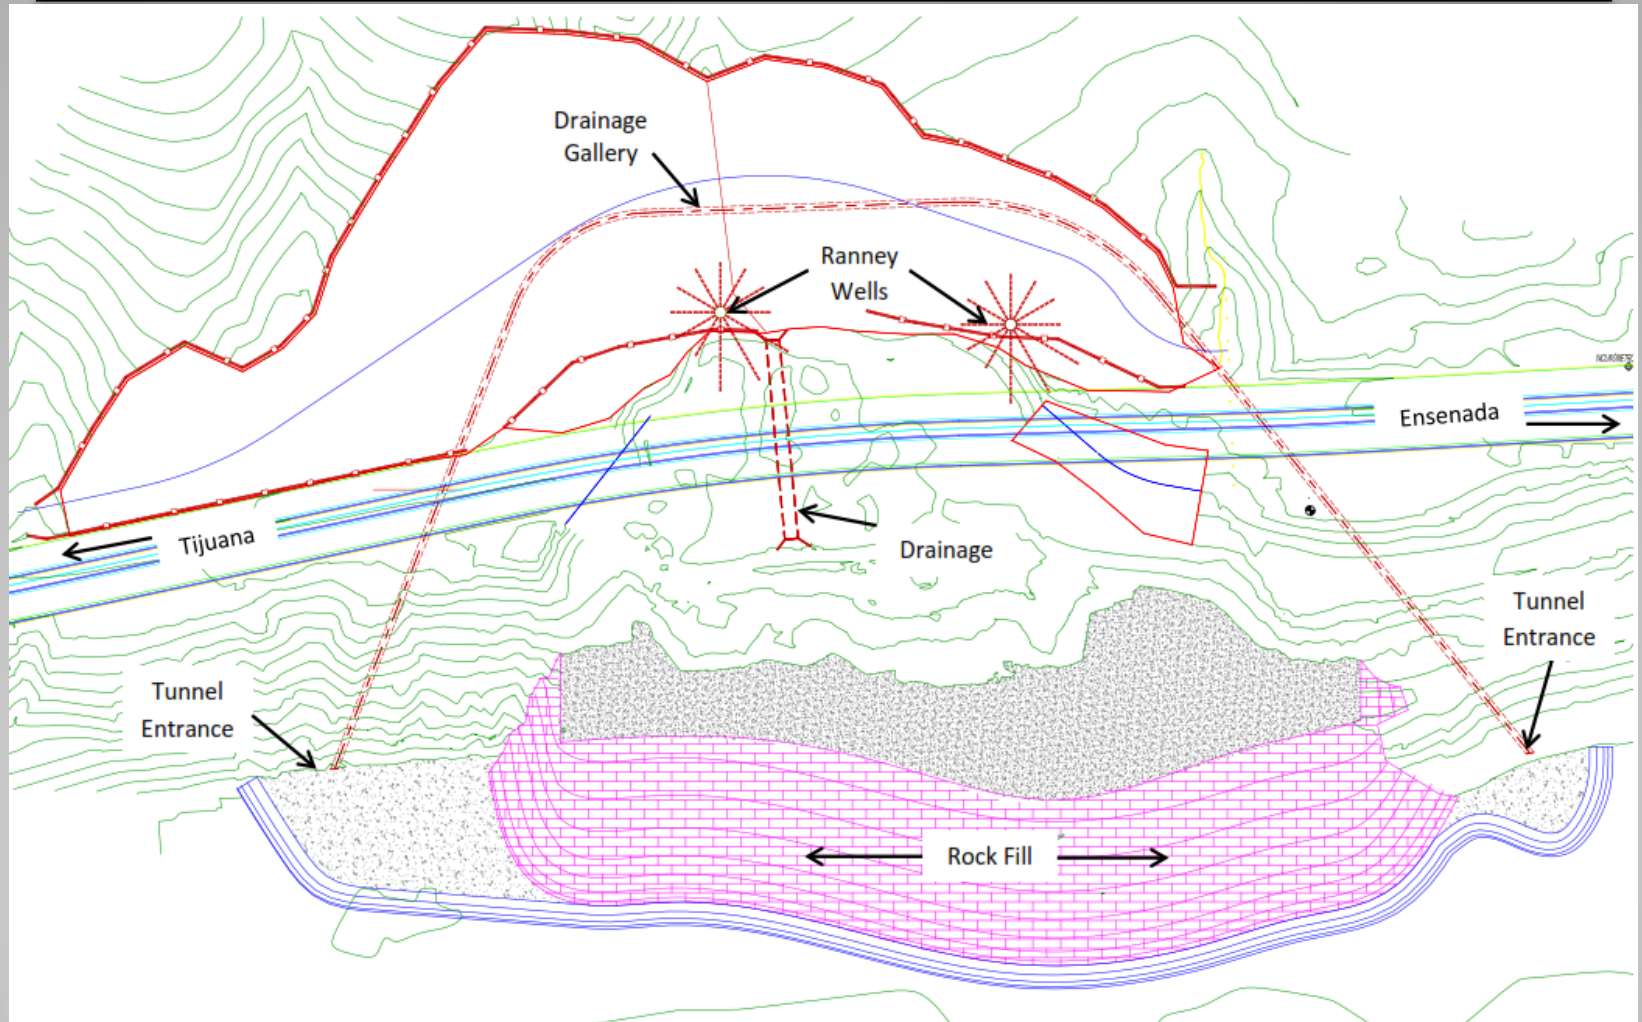 Drainage
Gallery
Ranney
Wells
Ensenada
Tijuana
Drainage
Tunnel
Entrance
Tunnel
Entrance
Rock Fill